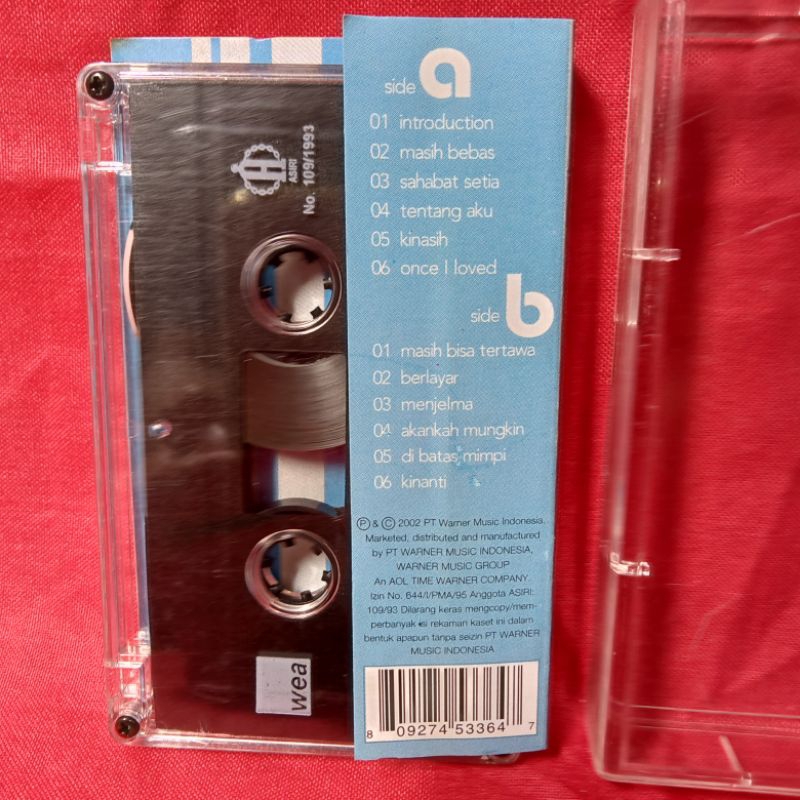 ASIRI
No. 109/1993
wea
side a
01 introduction
02 masih bebas
03 sahabat setia
04 tentang aku
05 kinasih
06 once I loved
side b
01 masih bisa tertawa
02 berlayar
03 menjelma
04 akankah mungkin
05 di batas mimpi
06 kinanti
Ⓟ & © 2002 PT Warner Music Indonesia.
Marketed, distributed and manufactured
by PT WARNER MUSIC INDONESIA,
WARNER MUSIC GROUP
An AOL TIME WARNER COMPANY.
Izin No. 644/I/PMA/95 Anggota ASIRI:
109/93 Dilarang keras mengcopy/mem-
perbanyak isi rekaman kaset ini dalam
bentuk apapun tanpa seizin PT WARNER
MUSIC INDONESIA
8 09274 53364 7